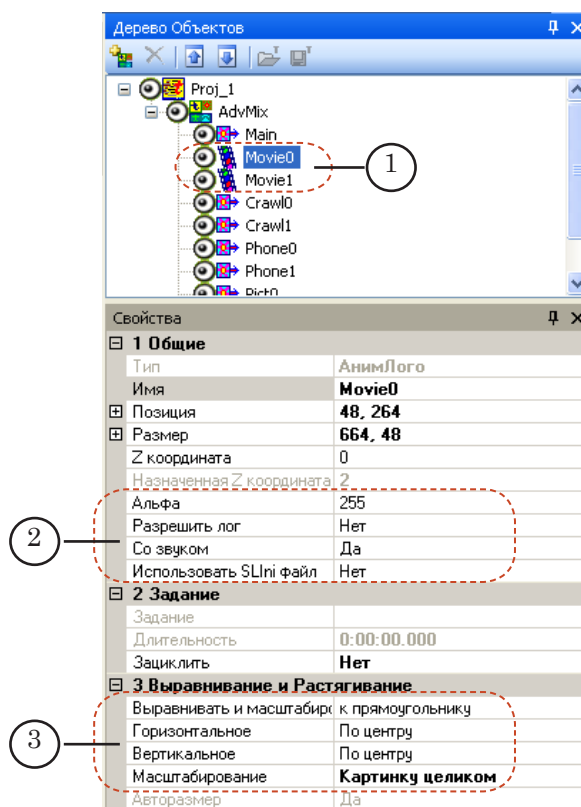 Дерево Объектов
Proj_1
AdvMix
Main
Movie0
1
Movie1
Crawl0
Crawl1
Phone0
Phone1
Pict0
Свойства
1 Общие
Тип АнимЛого
Имя Movie0
Позиция 48, 264
Размер 664, 48
Z координата 0
Назначенная Z координата 2
Альфа 255
Разрешить лог Нет
2
Со звуком Да
Использовать SLIni файл Нет
2 Задание
Задание
Длительность 0:00:00.000
Зациклить Нет
3 Выравнивание и Растягивание
Выравнивать и масштабиро к прямоугольнику
Горизонтальное По центру
3
Вертикальное По центру
Масштабирование Картинку целиком
Авторазмер Да